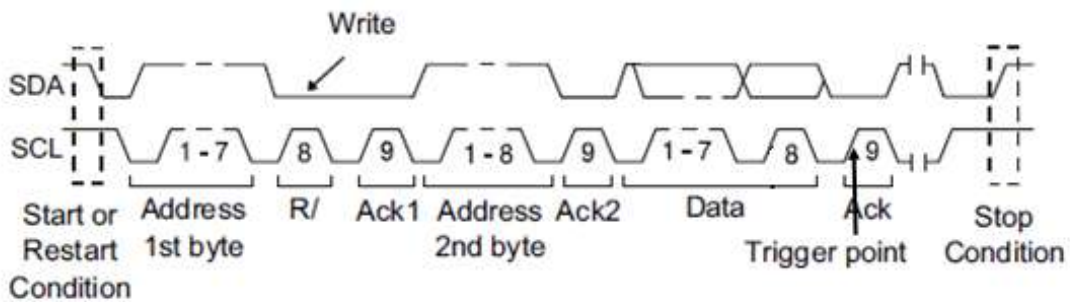 Write
SDA
SCL
1 - 7
8
9
1 - 8
9
1 - 7
8
9
Start or
Restart
Condition
Address
1st byte
R/
Ack1
Address
2nd byte
Ack2
Data
Ack
Trigger point
Stop
Condition